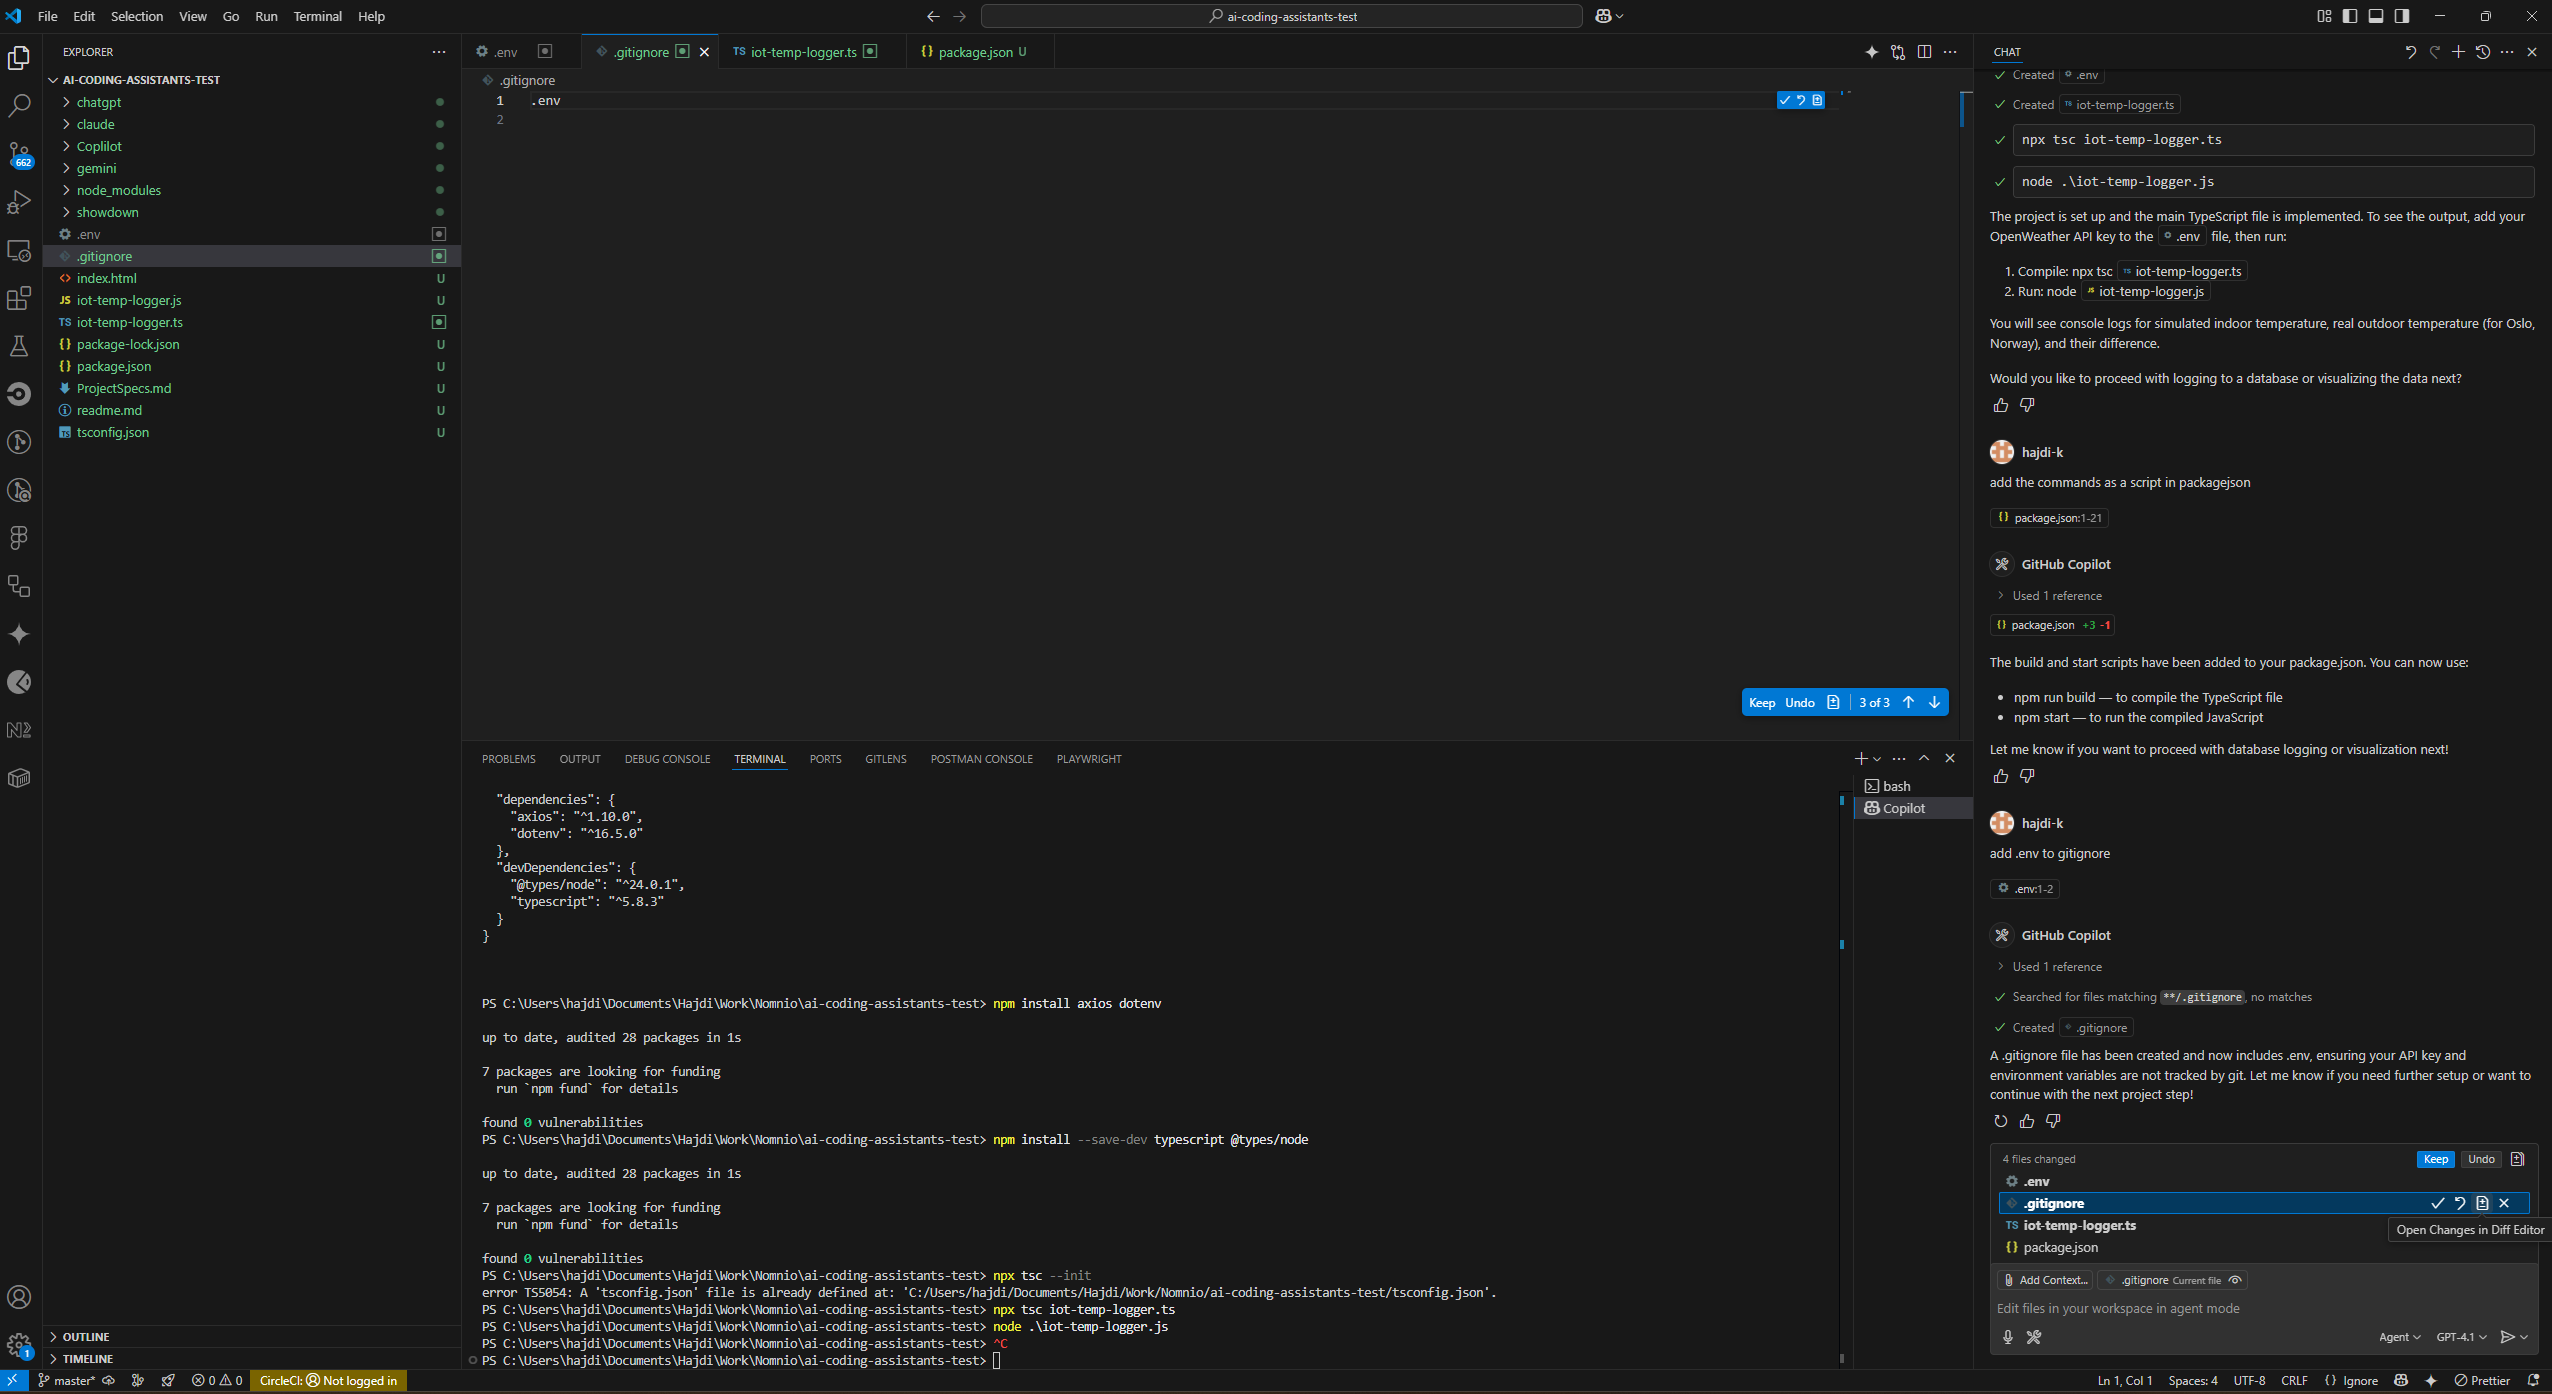 File Edit Selection View Go Run Terminal Help
ai-coding-assistants-test
EXPLORER
AI-CODING-ASSISTANTS-TEST
chatgpt
claude
Coplilot
gemini
node_modules
showdown
.env
.gitignore
index.html U
JS iot-temp-logger.js U
TS iot-temp-logger.ts
{} package-lock.json U
{} package.json U
ProjectSpecs.md U
readme.md U
TS tsconfig.json U
OUTLINE
TIMELINE
662
1
.env
.gitignore
TS iot-temp-logger.ts
{} package.json U
.gitignore
1 .env
2
Keep Undo 3 of 3
PROBLEMS OUTPUT DEBUG CONSOLE TERMINAL PORTS GITLENS POSTMAN CONSOLE PLAYWRIGHT
bash
Copilot
"dependencies": {
"axios": "^1.10.0",
"dotenv": "^16.5.0"
},
"devDependencies": {
"@types/node": "^24.0.1",
"typescript": "^5.8.3"
}
}
PS C:\Users\hajdi\Documents\Hajdi\Work\Nomnio\ai-coding-assistants-test> npm install axios dotenv
up to date, audited 28 packages in 1s
7 packages are looking for funding
run `npm fund` for details
found 0 vulnerabilities
PS C:\Users\hajdi\Documents\Hajdi\Work\Nomnio\ai-coding-assistants-test> npm install --save-dev typescript @types/node
up to date, audited 28 packages in 1s
7 packages are looking for funding
run `npm fund` for details
found 0 vulnerabilities
PS C:\Users\hajdi\Documents\Hajdi\Work\Nomnio\ai-coding-assistants-test> npx tsc --init
error TS5054: A 'tsconfig.json' file is already defined at: 'C:/Users/hajdi/Documents/Hajdi/Work/Nomnio/ai-coding-assistants-test/tsconfig.json'.
PS C:\Users\hajdi\Documents\Hajdi\Work\Nomnio\ai-coding-assistants-test> npx tsc iot-temp-logger.ts
PS C:\Users\hajdi\Documents\Hajdi\Work\Nomnio\ai-coding-assistants-test> node .\iot-temp-logger.js
PS C:\Users\hajdi\Documents\Hajdi\Work\Nomnio\ai-coding-assistants-test> ^C
PS C:\Users\hajdi\Documents\Hajdi\Work\Nomnio\ai-coding-assistants-test>
CHAT
Created .env
Created TS iot-temp-logger.ts
npx tsc iot-temp-logger.ts
node .\iot-temp-logger.js
The project is set up and the main TypeScript file is implemented. To see the output, add your
OpenWeather API key to the .env file, then run:
1. Compile: npx tsc TS iot-temp-logger.ts
2. Run: node JS iot-temp-logger.js
You will see console logs for simulated indoor temperature, real outdoor temperature (for Oslo,
Norway), and their difference.
Would you like to proceed with logging to a database or visualizing the data next?
hajdi-k
add the commands as a script in packagejson
{} package.json:1-21
GitHub Copilot
Used 1 reference
{} package.json +3 -1
The build and start scripts have been added to your package.json. You can now use:
• npm run build — to compile the TypeScript file
• npm start — to run the compiled JavaScript
Let me know if you want to proceed with database logging or visualization next!
hajdi-k
add .env to gitignore
.env:1-2
GitHub Copilot
Used 1 reference
Searched for files matching **/.gitignore, no matches
Created .gitignore
A .gitignore file has been created and now includes .env, ensuring your API key and
environment variables are not tracked by git. Let me know if you need further setup or want to
continue with the next project step!
4 files changed Keep Undo
.env
.gitignore
TS iot-temp-logger.ts
Open Changes in Diff Editor
{} package.json
Add Context... .gitignore Current file
Edit files in your workspace in agent mode
Agent GPT-4.1
master* 0 0 CircleCI: Not logged in
Ln 1, Col 1 Spaces: 4 UTF-8 CRLF {} Ignore Prettier